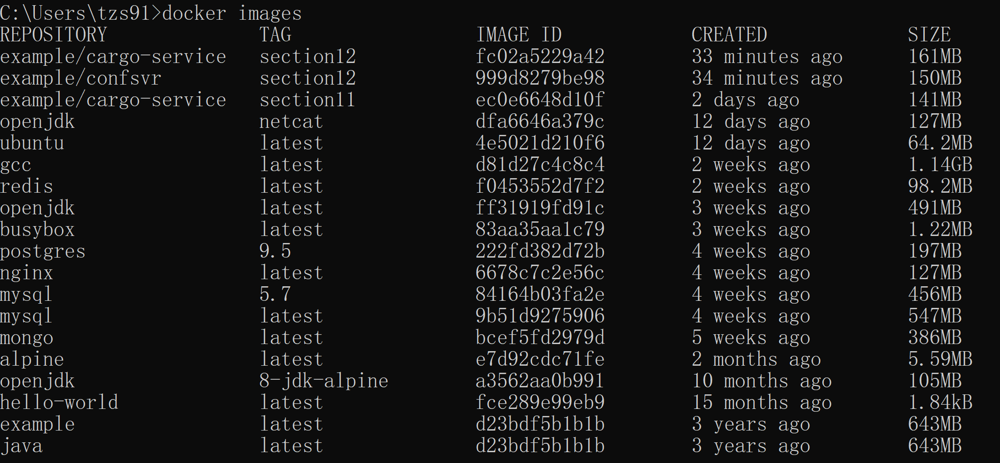 C:\Users\tzs91>docker images
REPOSITORY TAG IMAGE ID CREATED SIZE
example/cargo-service section12 fc02a5229a42 33 minutes ago 161MB
example/confsvr section12 999d8279be98 34 minutes ago 150MB
example/cargo-service section11 ec0e6648d10f 2 days ago 141MB
openjdk netcat dfa6646a379c 12 days ago 127MB
ubuntu latest 4e5021d210f6 12 days ago 64.2MB
gcc latest d81d27c4c8c4 2 weeks ago 1.14GB
redis latest f0453552d7f2 2 weeks ago 98.2MB
openjdk latest ff31919fd91c 3 weeks ago 491MB
busybox latest 83aa35aa1c79 3 weeks ago 1.22MB
postgres 9.5 222fd382d72b 4 weeks ago 197MB
nginx latest 6678c7c2e56c 4 weeks ago 127MB
mysql 5.7 84164b03fa2e 4 weeks ago 456MB
mysql latest 9b51d9275906 4 weeks ago 547MB
mongo latest bcef5fd2979d 5 weeks ago 386MB
alpine latest e7d92cdc71fe 2 months ago 5.59MB
openjdk 8-jdk-alpine a3562aa0b991 10 months ago 105MB
hello-world latest fce289e99eb9 15 months ago 1.84kB
example latest d23bdf5b1b1b 3 years ago 643MB
java latest d23bdf5b1b1b 3 years ago 643MB